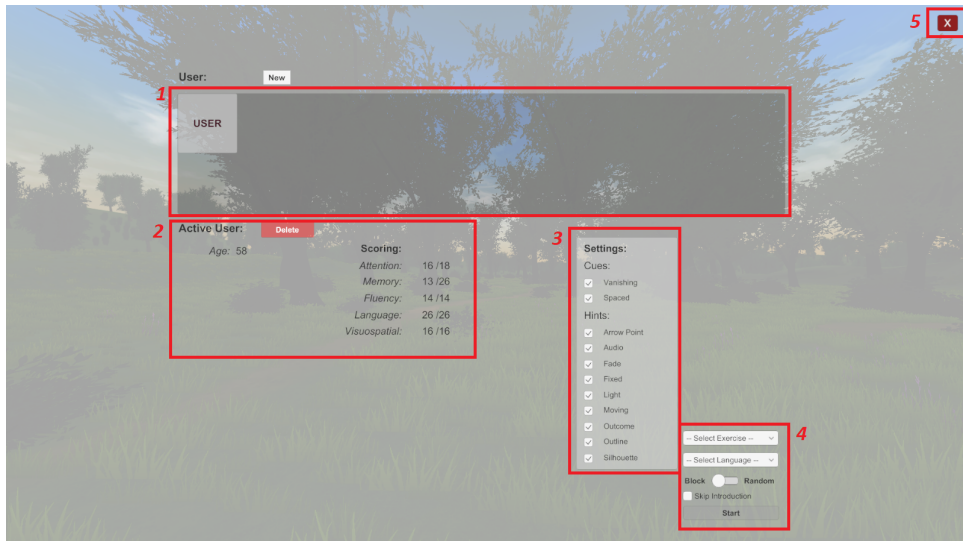 5 X
User: New
1
USER
2 Active User: Delete
Age: 58
Scoring:
Attention: 16 /18
Memory: 13 /26
Fluency: 14 /14
Language: 26 /26
Visuospatial: 16 /16
3
Settings:
Cues:
Vanishing
Spaced
Hints:
Arrow Point
Audio
Fade
Fixed
Light
Moving
Outcome
Outline
Silhouette
4
-- Select Exercise --
-- Select Language --
Block Random
Skip Introduction
Start